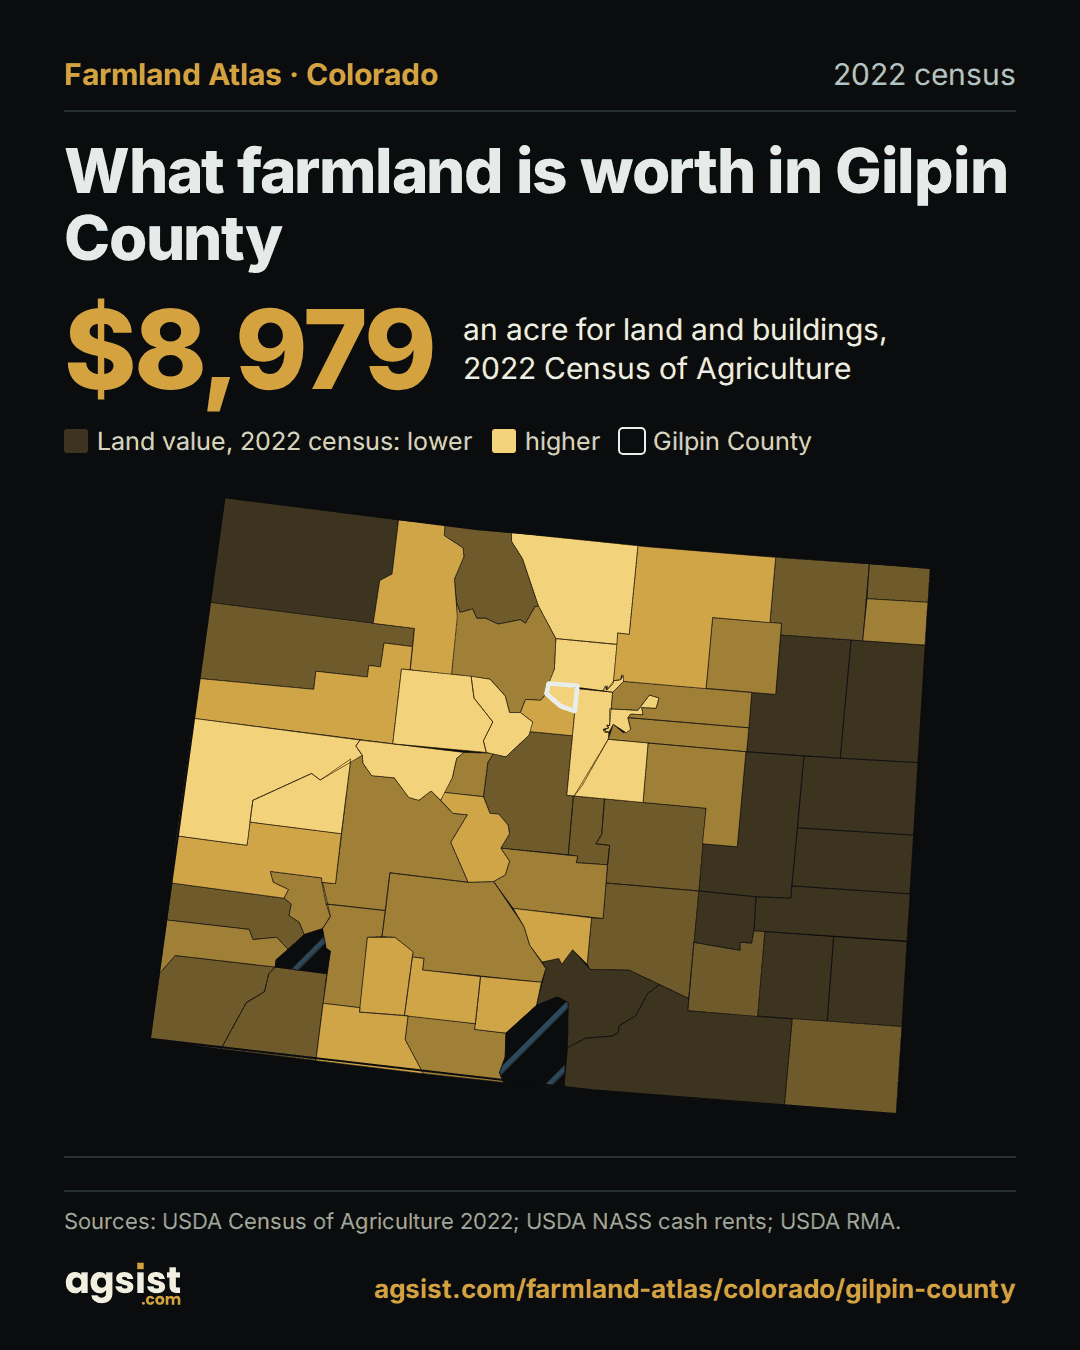 Farmland Atlas · Colorado
2022 census
What farmland is worth in Gilpin
County
$8,979
an acre for land and buildings,
2022 Census of Agriculture
Land value, 2022 census: lower
higher
Gilpin County
Sources: USDA Census of Agriculture 2022; USDA NASS cash rents; USDA RMA.
agsist
.com
agsist.com/farmland-atlas/colorado/gilpin-county